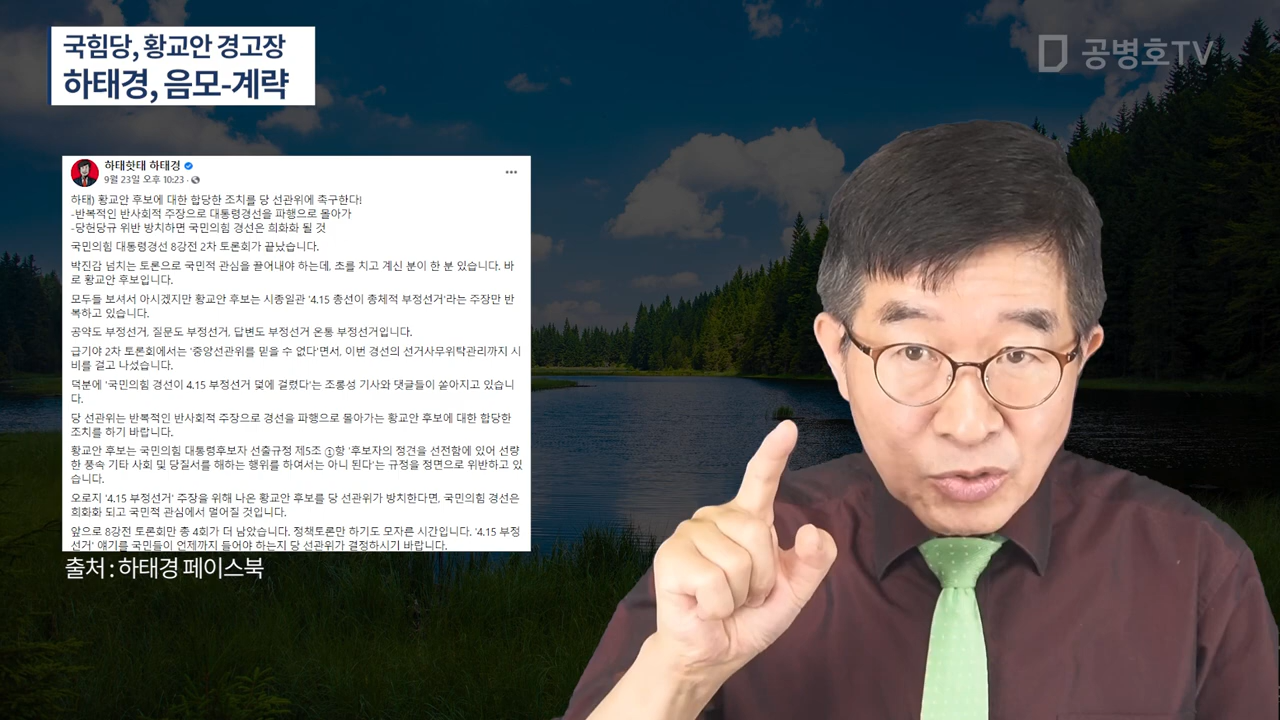 국힘당, 황교안 경고장
하태경, 음모-계략
공병호TV
하태핫태 하태경
9월 23일 오후 10:23 ·
하태) 황교안 후보에 대한 합당한 조치를 당 선관위에 촉구한다!
-반복적인 반사회적 주장으로 대통령경선을 파행으로 몰아가
-당헌당규 위반 방치하면 국민의힘 경선은 희화화 될 것
국민의힘 대통령경선 8강전 2차 토론회가 끝났습니다.
박진감 넘치는 토론으로 국민적 관심을 끌어내야 하는데, 초를 치고 계신 분이 한 분 있습니다. 바
로 황교안 후보입니다.
모두들 보셔서 아시겠지만 황교안 후보는 시종일관 '4.15 총선이 총체적 부정선거'라는 주장만 반
복하고 있습니다.
공약도 부정선거, 질문도 부정선거, 답변도 부정선거 온통 부정선거입니다.
급기야 2차 토론회에서는 '중앙선관위를 믿을 수 없다'면서, 이번 경선의 선거사무위탁관리까지 시
비를 걸고 나섰습니다.
덕분에 '국민의힘 경선이 4.15 부정선거 덫에 걸렸다'는 조롱성 기사와 댓글들이 쏟아지고 있습니
다.
당 선관위는 반복적인 반사회적 주장으로 경선을 파행으로 몰아가는 황교안 후보에 대한 합당한
조치를 하기 바랍니다.
황교안 후보는 국민의힘 대통령후보자 선출규정 제5조 ①항 '후보자의 정견을 선전함에 있어 선량
한 풍속 기타 사회 및 당질서를 해하는 행위를 하여서는 아니 된다'는 규정을 정면으로 위반하고 있
습니다.
오로지 '4.15 부정선거' 주장을 위해 나온 황교안 후보를 당 선관위가 방치한다면, 국민의힘 경선은
희화화 되고 국민적 관심에서 멀어질 것입니다.
앞으로 8강전 토론회만 총 4회가 더 남았습니다. 정책토론만 하기도 모자른 시간입니다. '4.15 부정
선거' 얘기를 국민들이 언제까지 들어야 하는지 당 선관위가 결정하시기 바랍니다.
출처 : 하태경 페이스북